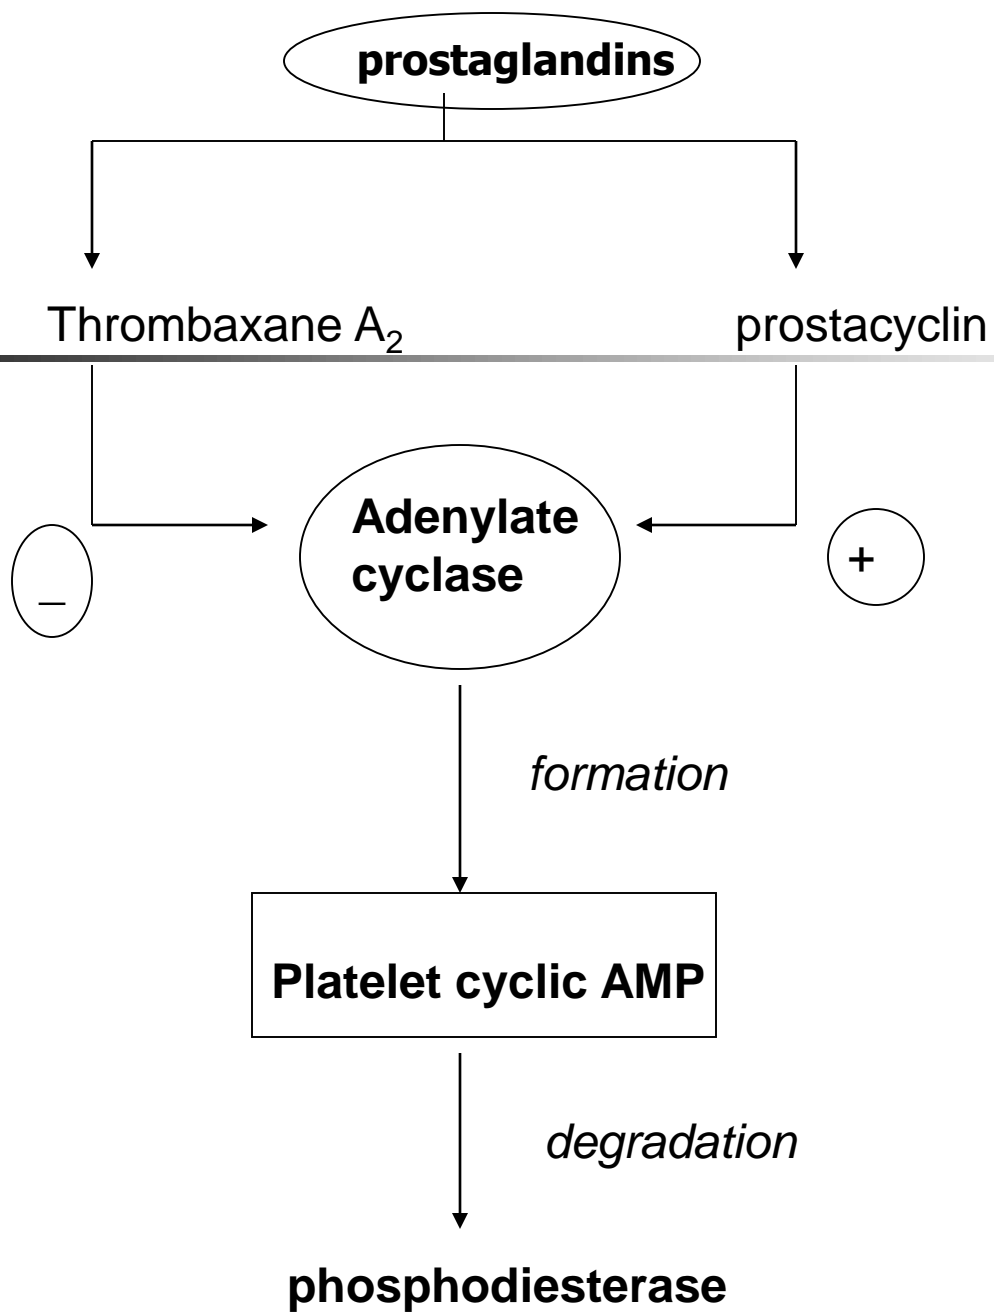 prostaglandins
Thrombaxane A₂
prostacyclin
Adenylate
cyclase
_
+
formation
Platelet cyclic AMP
degradation
phosphodiesterase